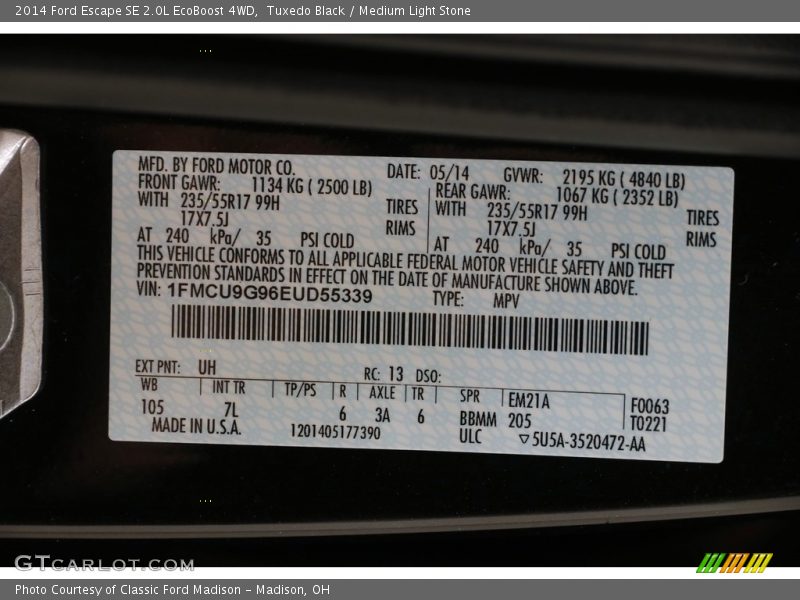 2014 Ford Escape SE 2.0L EcoBoost 4WD,  Tuxedo Black / Medium Light Stone
MFD. BY FORD MOTOR CO. DATE: 05/14 GVWR: 2195 KG ( 4840 LB)
FRONT GAWR: 1134 KG ( 2500 LB) REAR GAWR: 1067 KG ( 2352 LB)
WITH 235/55R17 99H TIRES WITH 235/55R17 99H TIRES
17X7.5J RIMS 17X7.5J RIMS
AT 240 kPa/ 35 PSI COLD AT 240 kPa/ 35 PSI COLD
THIS VEHICLE CONFORMS TO ALL APPLICABLE FEDERAL MOTOR VEHICLE SAFETY AND THEFT
PREVENTION STANDARDS IN EFFECT ON THE DATE OF MANUFACTURE SHOWN ABOVE.
VIN: 1FMCU9G96EUD55339 TYPE: MPV
EXT PNT: UH RC: 13 DSO:
WB INT TR TP/PS R AXLE TR SPR EM21A F0063
105 7L 6 3A 6 BBMM 205 T0221
MADE IN U.S.A. 1201405177390 ULC ▽5U5A-3520472-AA
GTCARLOT.COM
Photo Courtesy of Classic Ford Madison - Madison, OH